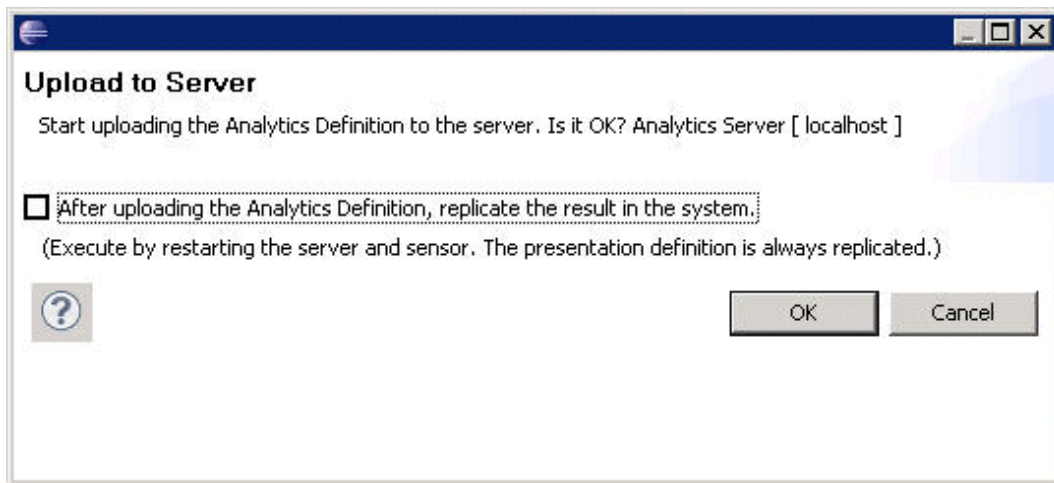 Upload to Server
Start uploading the Analytics Definition to the server. Is it OK? Analytics Server [ localhost ]
After uploading the Analytics Definition, replicate the result in the system.
(Execute by restarting the server and sensor. The presentation definition is always replicated.)
?
OK
Cancel